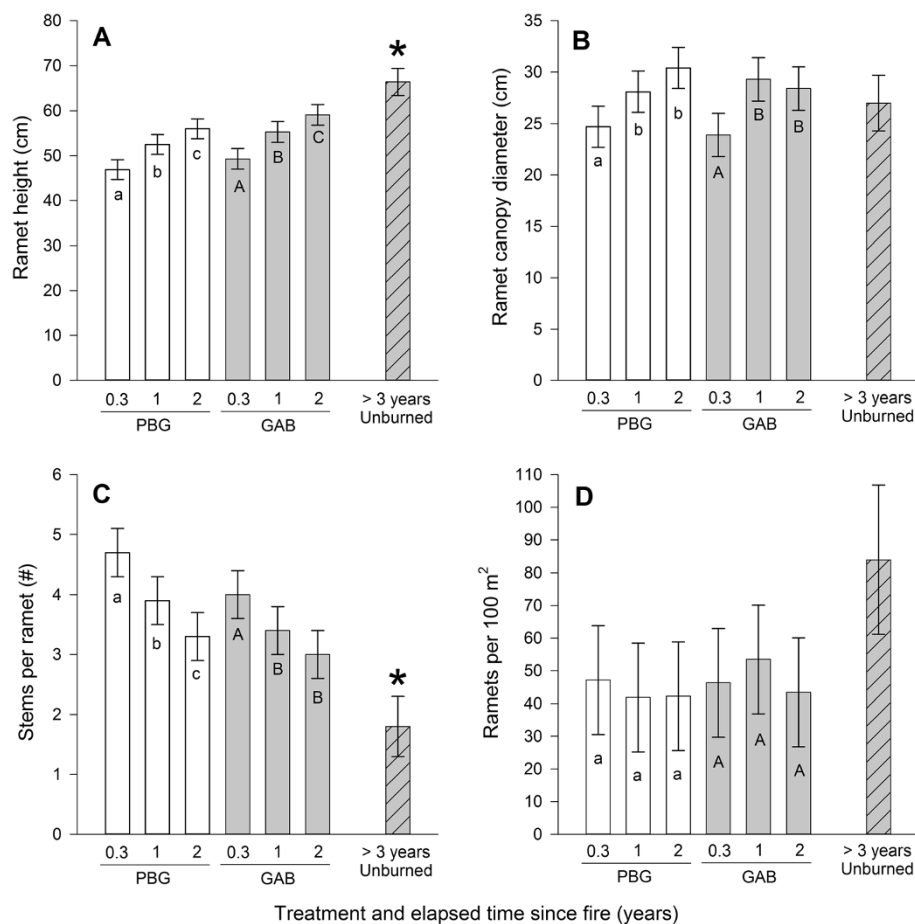 A
Ramet height (cm)
80
70
60
50
40
30
20
10
0
*
a
b
c
A
B
C
0.3 1 2 0.3 1 2 > 3 years
PBG GAB Unburned
B
Ramet canopy diameter (cm)
35
30
25
20
15
10
5
0
a
b
b
A
B
B
0.3 1 2 0.3 1 2 > 3 years
PBG GAB Unburned
C
Stems per ramet (#)
6
5
4
3
2
1
0
a
b
c
A
B
B
*
0.3 1 2 0.3 1 2 > 3 years
PBG GAB Unburned
D
Ramets per 100 m²
110
100
90
80
70
60
50
40
30
20
10
0
a
a
a
A
A
A
0.3 1 2 0.3 1 2 > 3 years
PBG GAB Unburned
Treatment and elapsed time since fire (years)